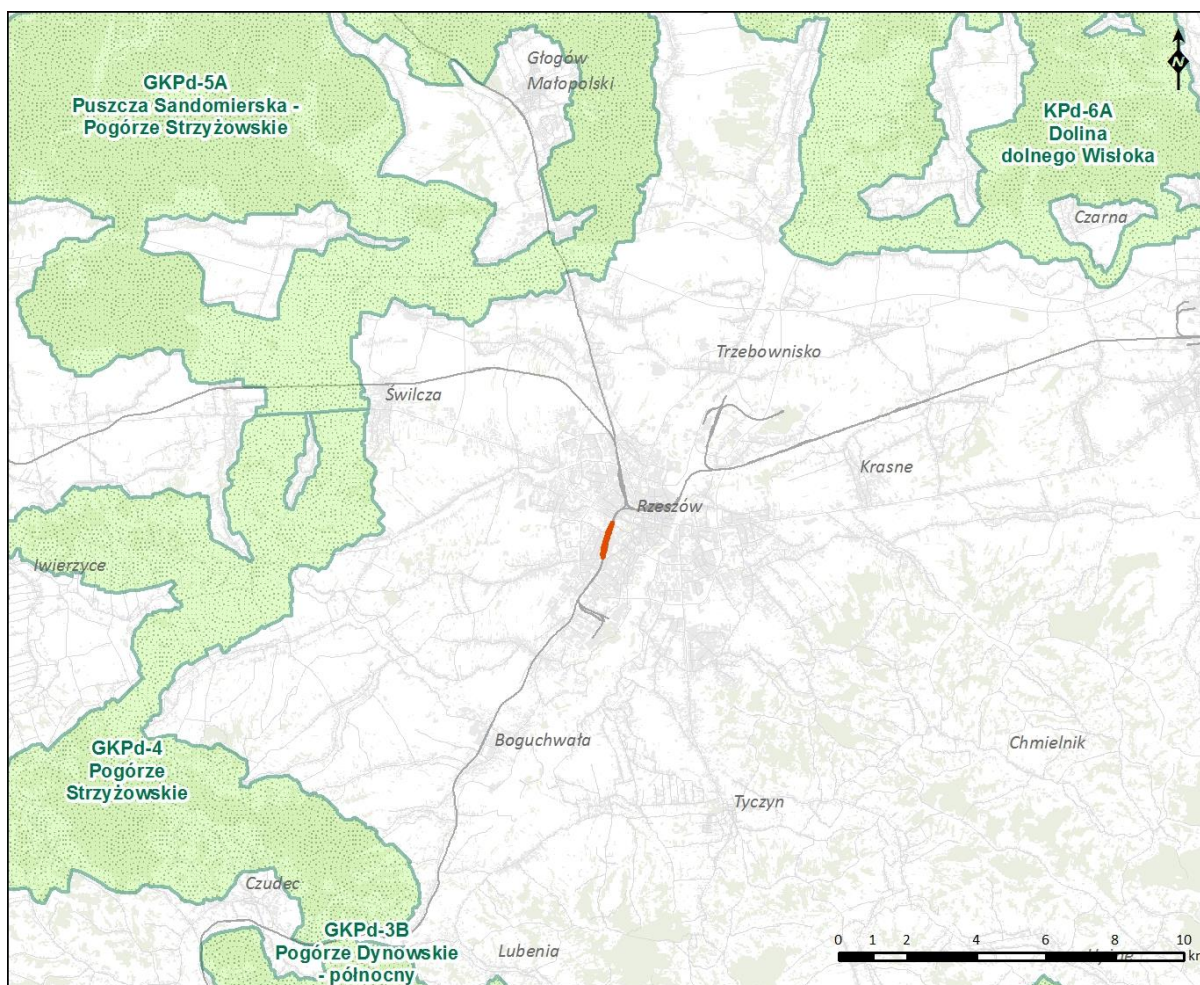 GKPd-5A
Puszcza Sandomierska -
Pogórze Strzyżowskie
Głogów
Małopolski
N
KPd-6A
Dolina
dolnego Wisłoka
Czarna
Trzebownisko
Świlcza
Krasne
Rzeszów
Iwierzyce
GKPd-4
Pogórze
Strzyżowskie
Boguchwała
Chmielnik
Tyczyn
Czudec
GKPd-3B
Pogórze Dynowskie
- północny
Lubenia
0 1 2 4 6 8 10
km